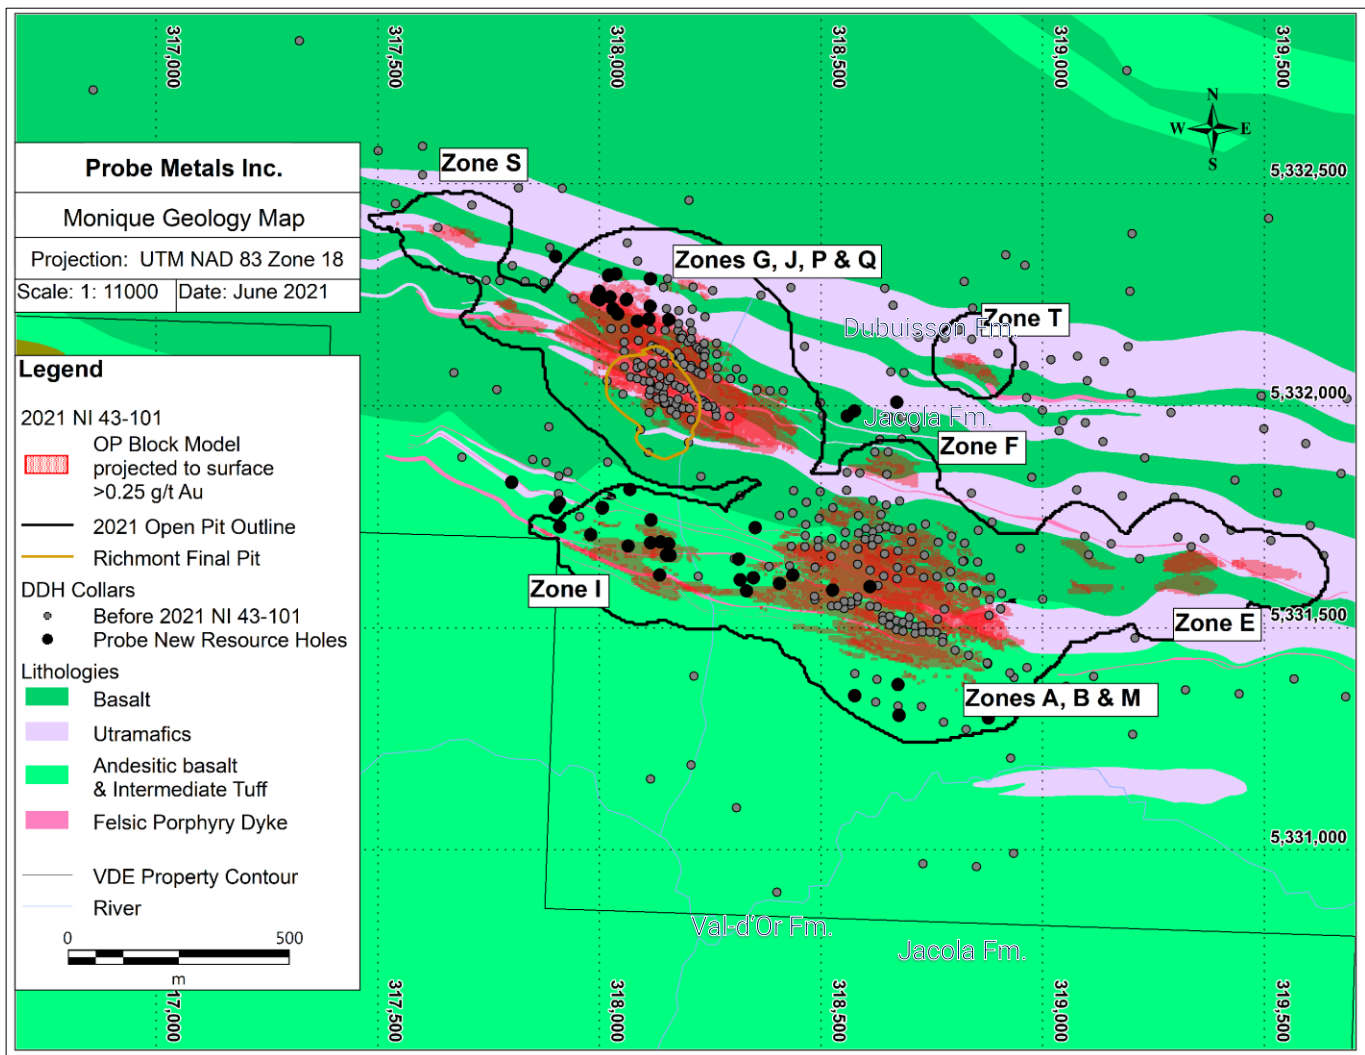 317,000
317,500
318,000
318,500
319,000
319,500
N
W E
S
5,332,500
Probe Metals Inc.
Monique Geology Map
Projection: UTM NAD 83 Zone 18
Scale: 1: 11000
Date: June 2021
Zone S
Zones G, J, P & Q
Zone T
Dubuisson Fm.
5,332,000
Jacola Fm.
Zone F
Legend
2021 NI 43-101
OP Block Model
projected to surface
>0.25 g/t Au
2021 Open Pit Outline
Richmont Final Pit
DDH Collars
Before 2021 NI 43-101
Probe New Resource Holes
Lithologies
Basalt
Utramafics
Andesitic basalt
& Intermediate Tuff
Felsic Porphyry Dyke
VDE Property Contour
River
0 500
m
Zone I
5,331,500
Zone E
Zones A, B & M
5,331,000
Val-d'Or Fm.
Jacola Fm.
317,000
317,500
318,000
318,500
319,000
319,500